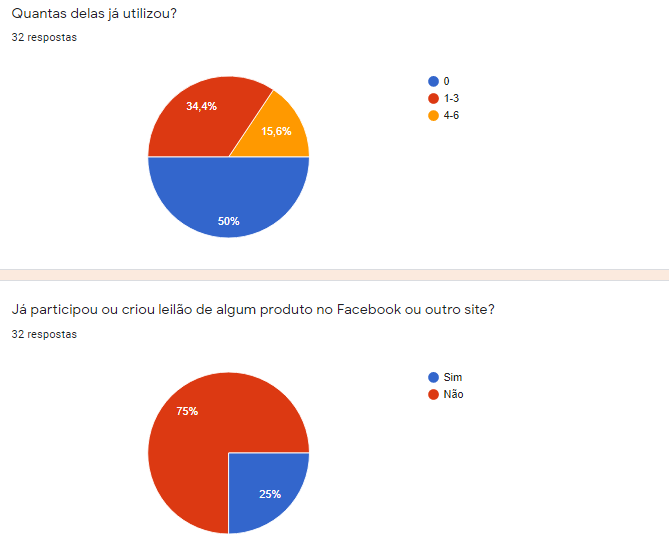 Quantas delas já utilizou?
32 respostas
0
1-3
4-6
34,4%
15,6%
50%
Já participou ou criou leilão de algum produto no Facebook ou outro site?
32 respostas
Sim
Não
75%
25%